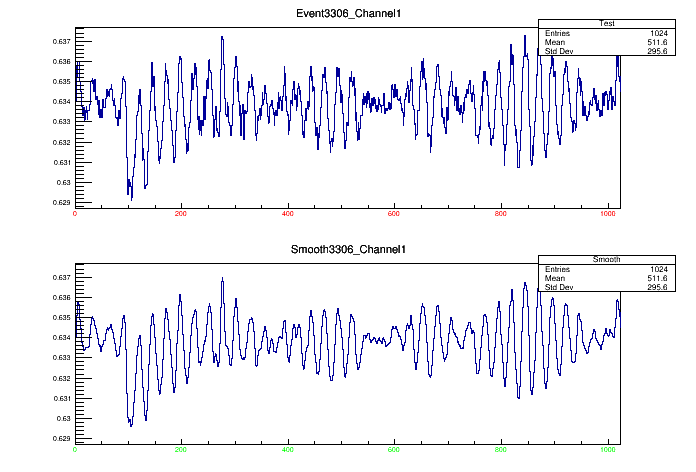 Event3306_Channel1
Test
Entries 1024
Mean 511.6
Std Dev 295.6
0.637
0.636
0.635
0.634
0.633
0.632
0.631
0.63
0.629
0 200 400 600 800 1000
Smooth3306_Channel1
Smooth
Entries 1024
Mean 511.6
Std Dev 295.6
0.637
0.636
0.635
0.634
0.633
0.632
0.631
0.63
0.629
0 200 400 600 800 1000